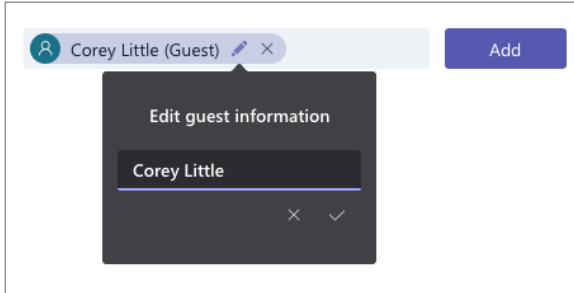 Corey Little (Guest)
Add
Edit guest information
Corey Little